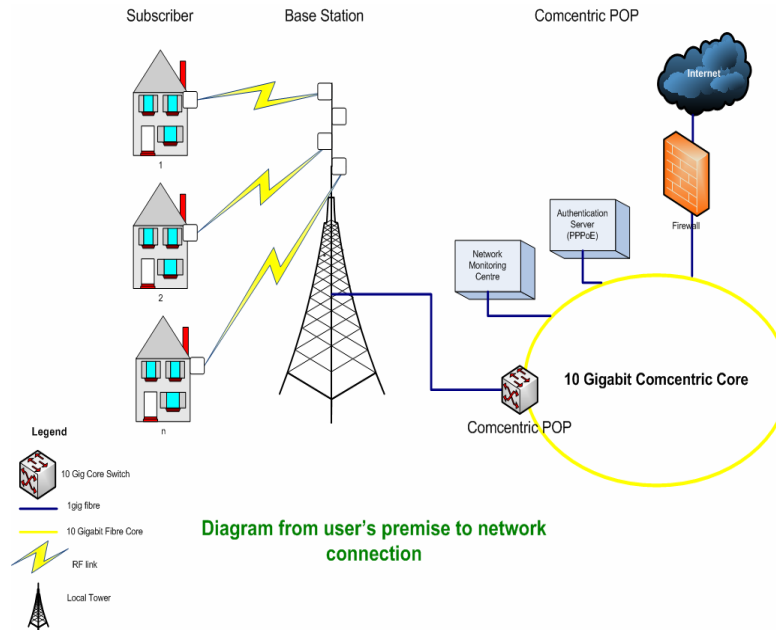 Subscriber
Base Station
Comcentric POP
Internet
Firewall
Authentication
Server
(PPPoE)
Network
Monitoring
Centre
1
2
n
10 Gigabit Comcentric Core
Comcentric POP
Legend
10 Gig Core Switch
1gig fibre
10 Gigabit Fibre Core
RF link
Local Tower
Diagram from user's premise to network
connection